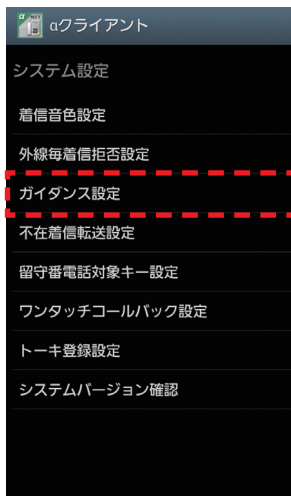 αクライアント
システム設定
着信音色設定
外線毎着信拒否設定
ガイダンス設定
不在着信転送設定
留守番電話対象キー設定
ワンタッチコールバック設定
トーキ登録設定
システムバージョン確認